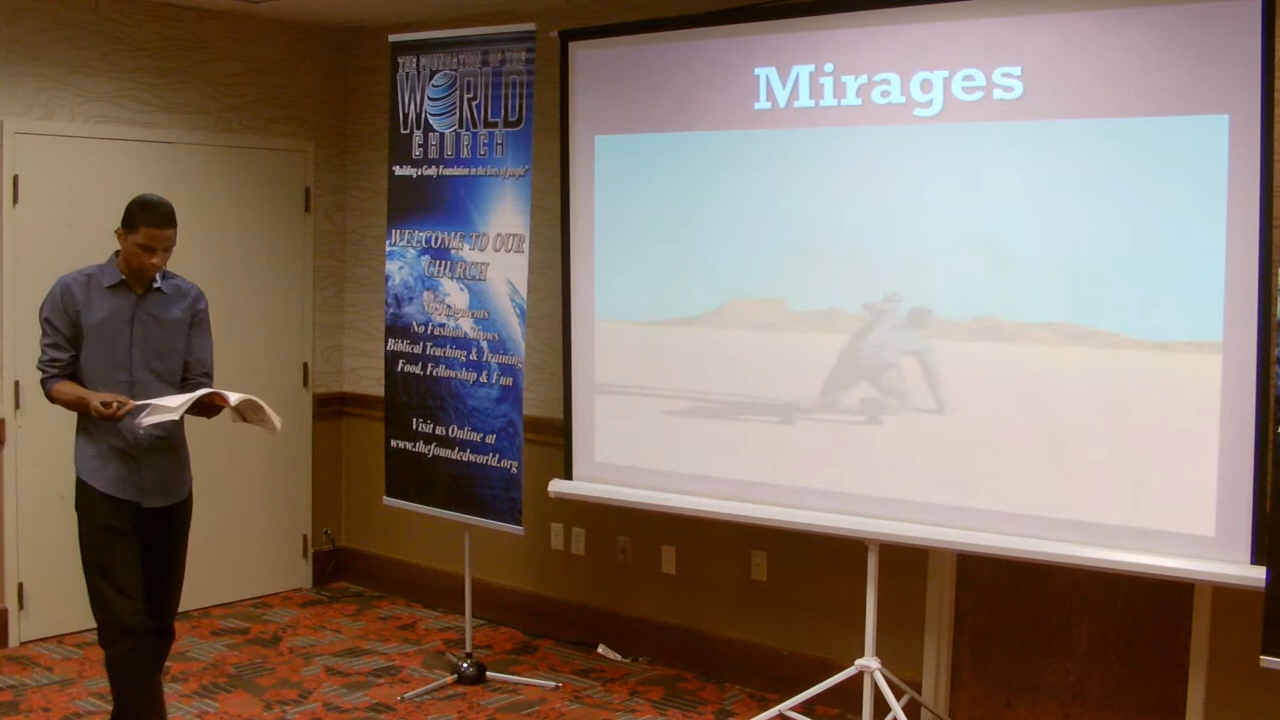 THE FOUNDATION OF THE
WORLD
CHURCH
"Building a Godly Foundation in the lives of people"
WELCOME TO OUR
CHURCH
No Judgments
No Fashion Shows
Biblical Teaching & Training
Food, Fellowship & Fun
Visit us Online at
www.thefoundedworld.org
Mirages